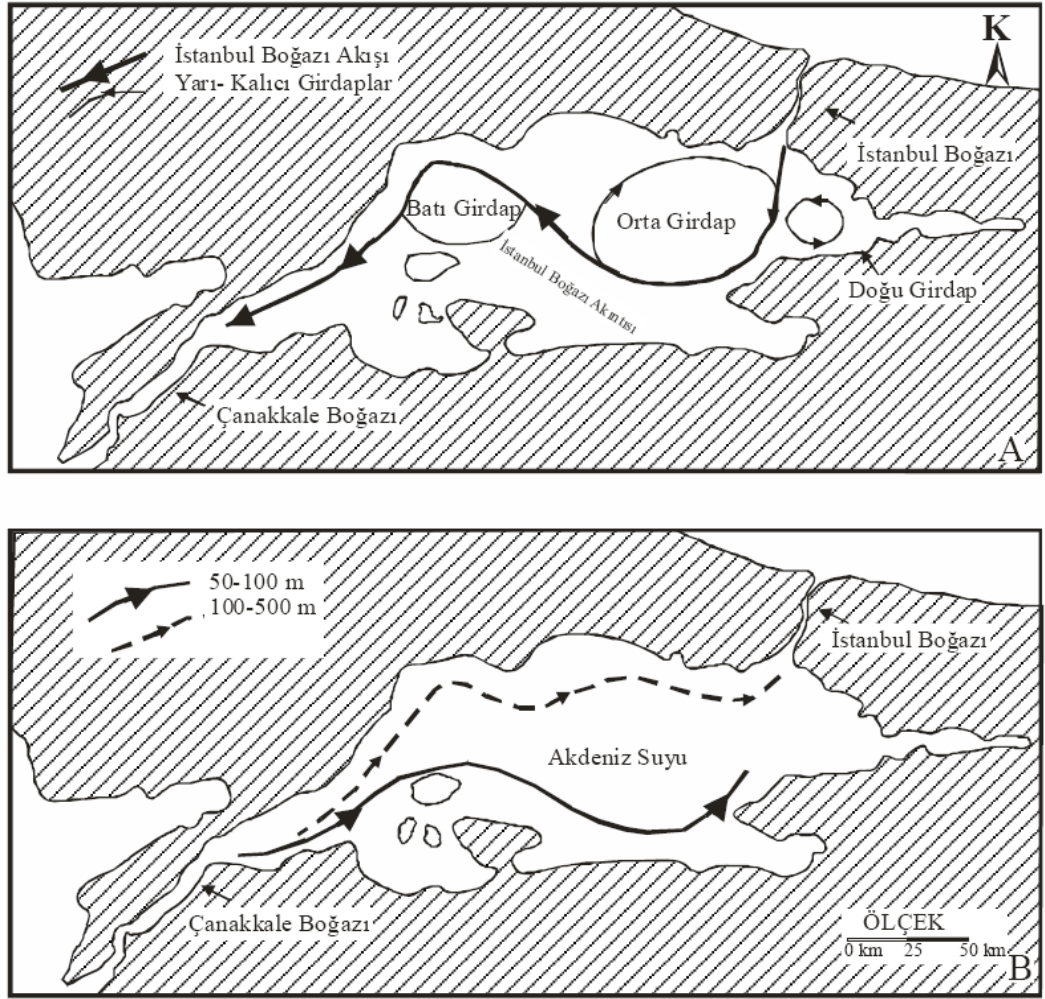 K
İstanbul Boğazı Akışı
Yarı- Kalıcı Girdaplar
İstanbul Boğazı
Batı Girdap
Orta Girdap
İstanbul Boğazı Akıntısı
Doğu Girdap
Çanakkale Boğazı
A
50-100 m
100-500 m
İstanbul Boğazı
Akdeniz Suyu
Çanakkale Boğazı
ÖLÇEK
0 km 25 50 km
B